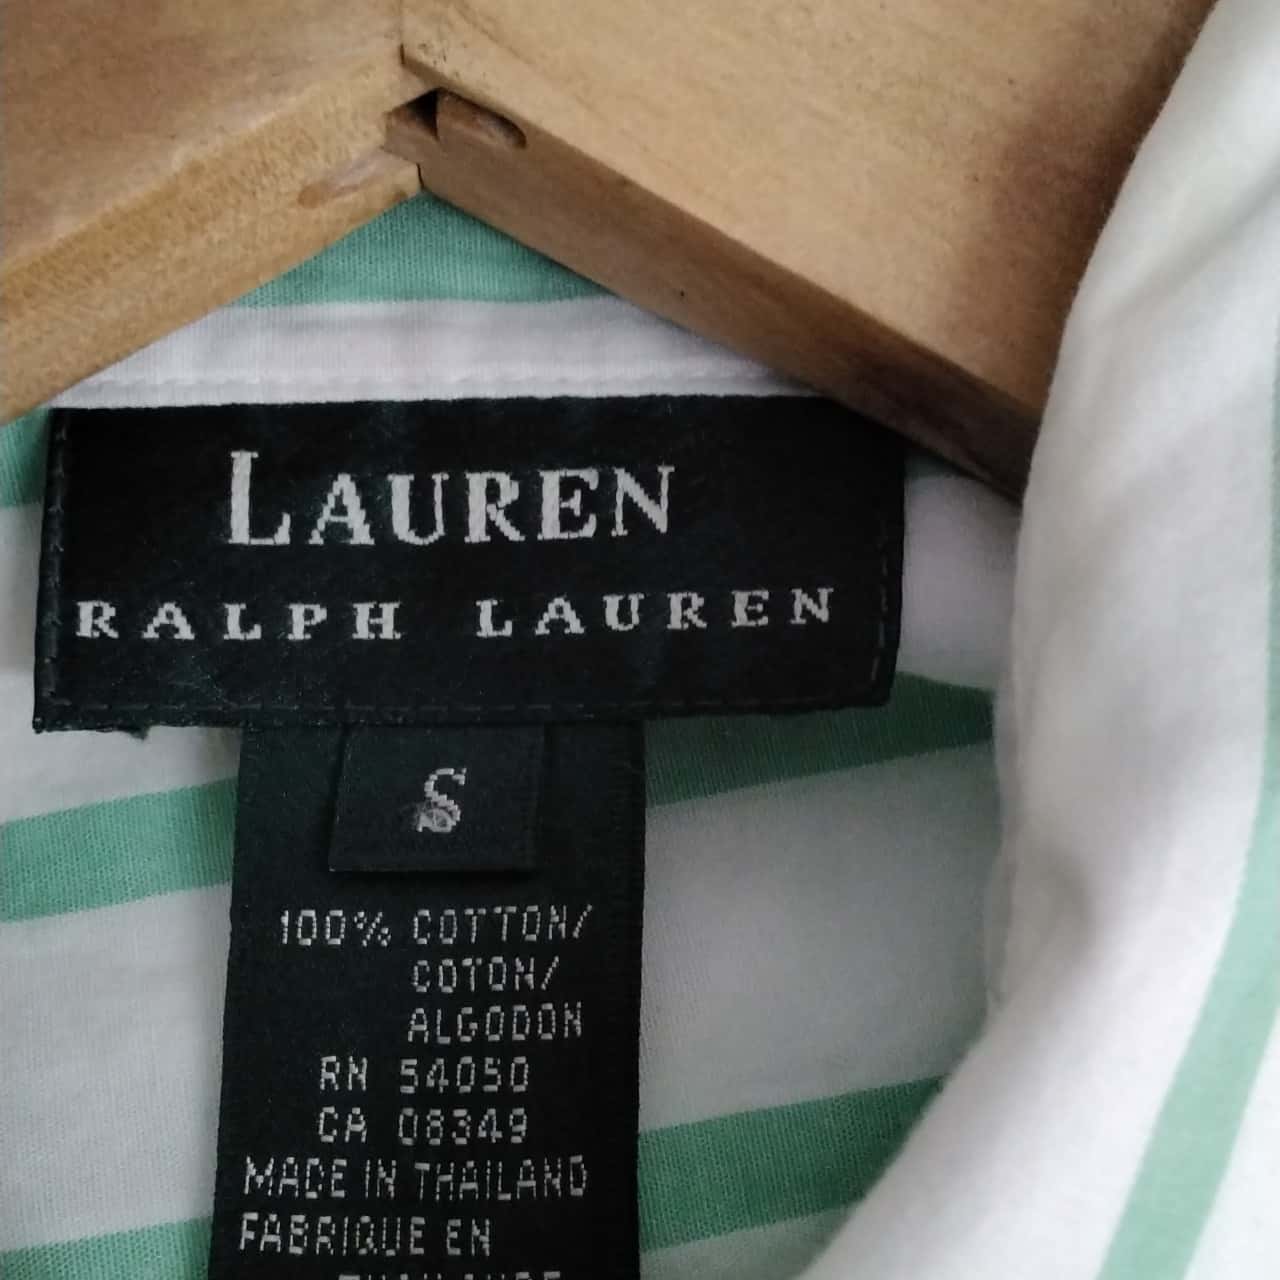 LAUREN
RALPH LAUREN
S
100% COTTON/
COTON/
ALGODON
RN 54050
CA 08349
MADE IN THAILAND
FABRIQUE EN